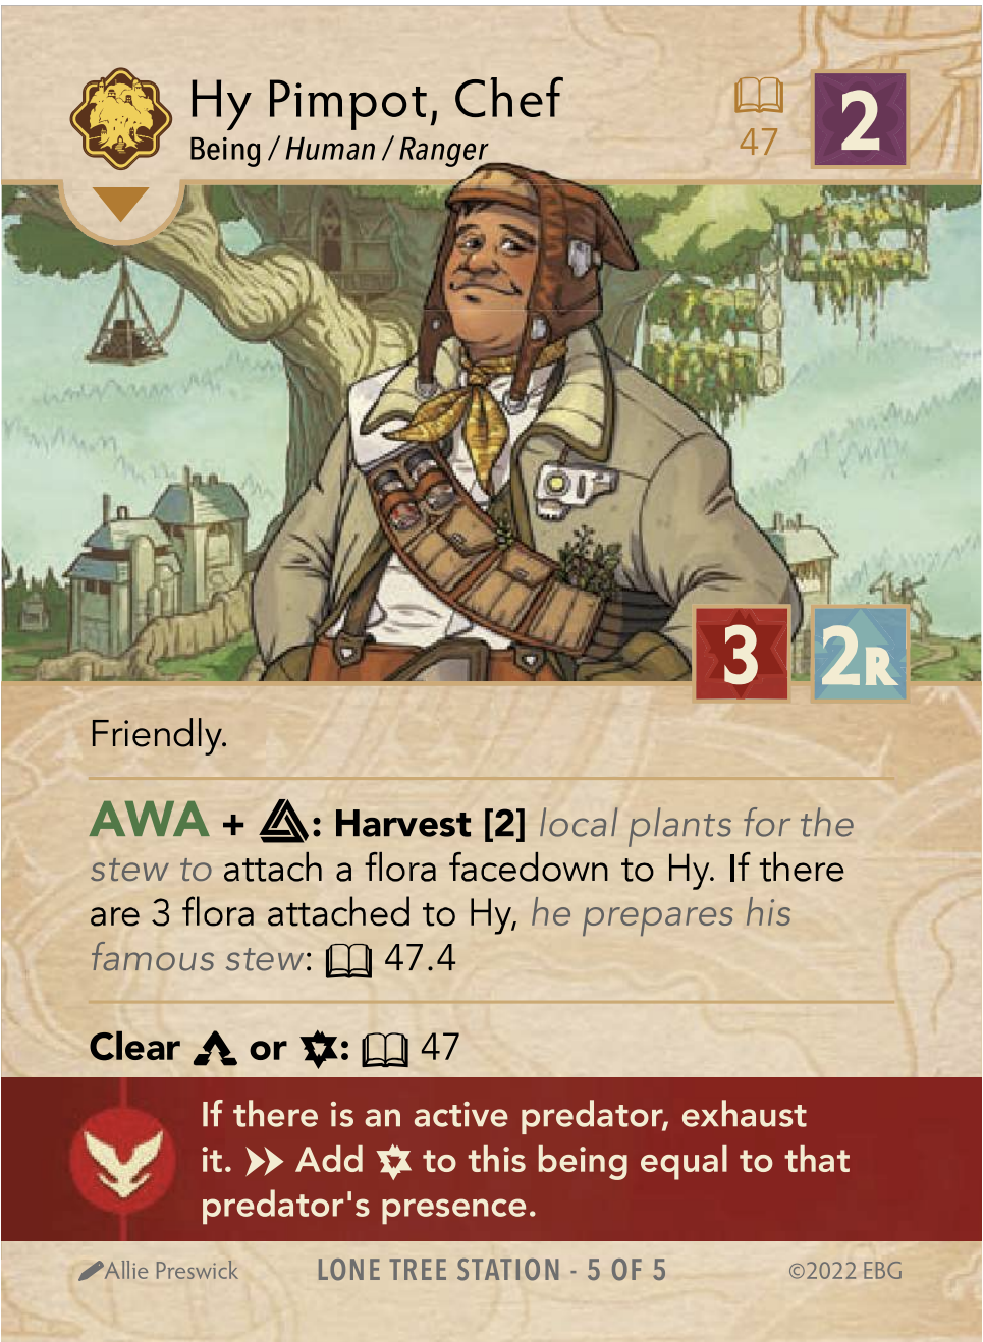 Hy Pimpot, Chef
Being / Human / Ranger
47
2
3
2R
Friendly.
AWA + : Harvest [2] local plants for the
stew to attach a flora facedown to Hy. If there
are 3 flora attached to Hy, he prepares his
famous stew: 47.4
Clear or : 47
If there is an active predator, exhaust
it. Add to this being equal to that
predator's presence.
Allie Preswick
LONE TREE STATION - 5 OF 5
©2022 EBG